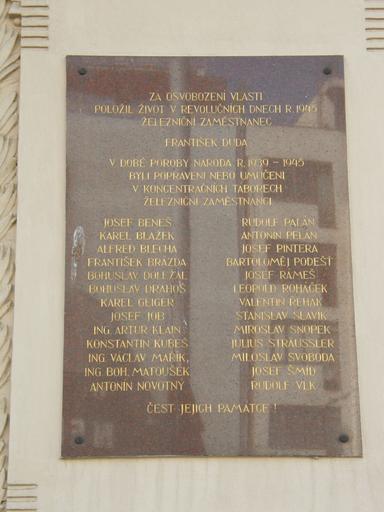 ZA OSVOBOZENÍ VLASTI
POLOŽIL ŽIVOT V REVOLUČNÍCH DNECH R. 1945
ŽELEZNIČNÍ ZAMĚSTNANEC
FRANTIŠEK DUDA
V DOBĚ POROBY NÁRODA R. 1939 - 1945
BYLI POPRAVENI NEBO UMUČENI
V KONCENTRAČNÍCH TÁBORECH
ŽELEZNIČNÍ ZAMĚSTNANCI
JOSEF BENEŠ
KAREL BLAŽEK
ALFRED BLECHA
FRANTIŠEK BRÁZDA
BOHUSLAV DOLEŽAL
BOHUSLAV DRAHOŠ
KAREL GEIGER
JOSEF JOB
ING. ARTUR KLAIN
KONSTANTIN KUBEŠ
ING. VÁCLAV MAŘÍK,
ING BOH. MATOUŠEK
ANTONÍN NOVOTNÝ
RUDOLF PALÁN
ANTONÍN PELÁN
JOSEF PINTERA
BARTOLOMĚJ PODEŠŤ
JOSEF RÁMEŠ
LEOPOLD ROHÁČEK
VALENTIN ŘEHÁK
STANISLAV SLAVÍK
MIROSLAV SNOPEK
JULIUS STRÄUSSLER
MILOSLAV SVOBODA
JOSEF ŠMÍD
RUDOLF VLK
ČEST JEJICH PAMÁTCE !